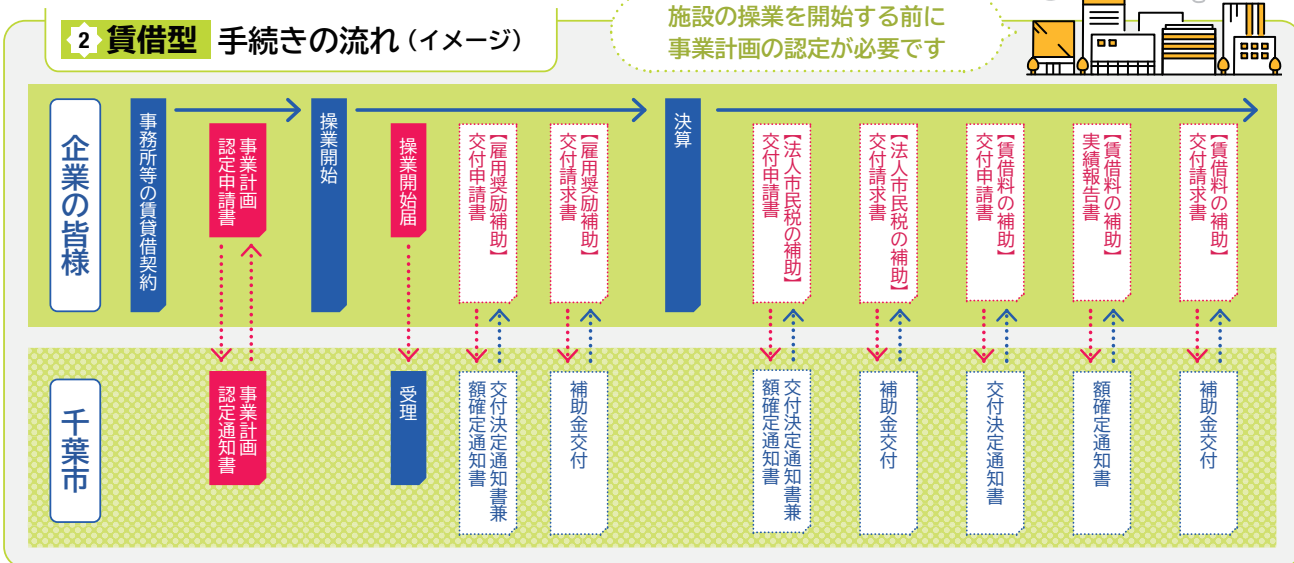 2 賃借型 手続きの流れ(イメージ)
施設の操業を開始する前に
事業計画の認定が必要です
企業の皆様
事務所等の賃貸借契約
事業計画
認定申請書
操業開始
操業開始届
【雇用奨励補助】
交付申請書
【雇用奨励補助】
交付請求書
決算
【法人市民税の補助】
交付申請書
【法人市民税の補助】
交付請求書
【賃借料の補助】
交付申請書
【賃借料の補助】
実績報告書
【賃借料の補助】
交付請求書
千葉市
事業計画
認定通知書
受理
交付決定通知書兼
額確定通知書
補助金交付
交付決定通知書兼
額確定通知書
補助金交付
交付決定通知書
額確定通知書
補助金交付